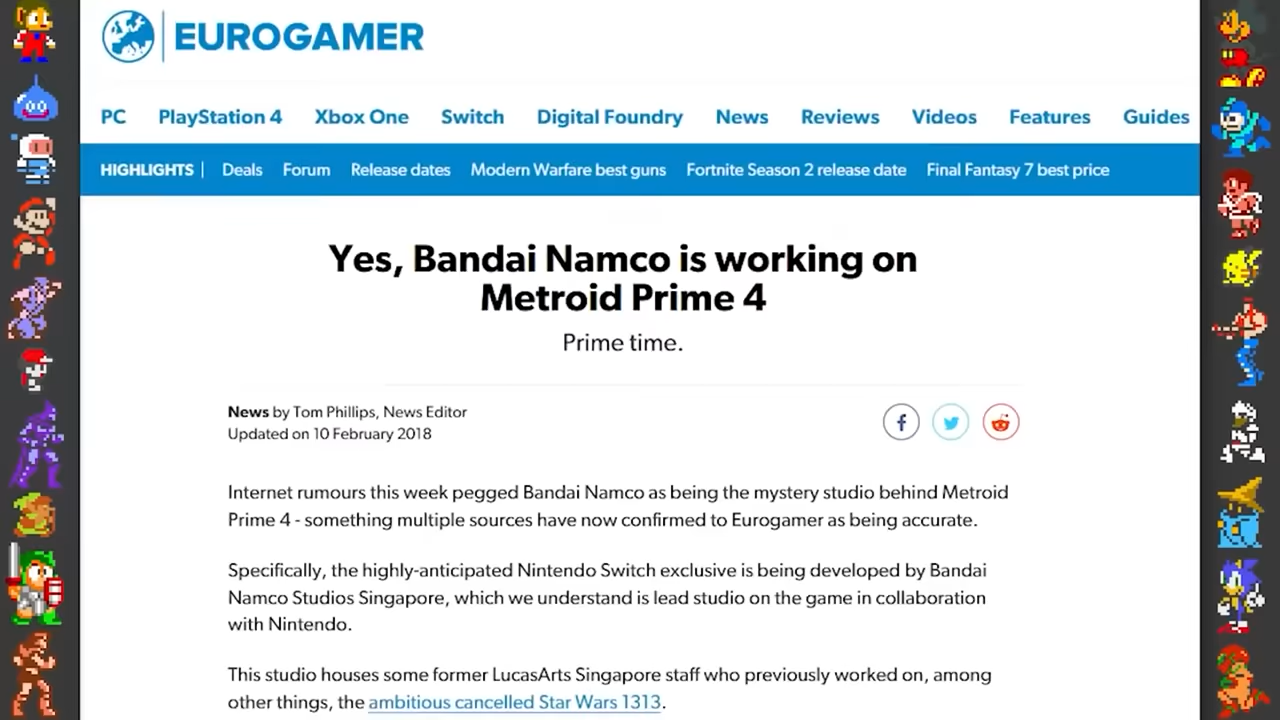 EUROGAMER
PC PlayStation 4 Xbox One Switch Digital Foundry News Reviews Videos Features Guides
HIGHLIGHTS | Deals Forum Release dates Modern Warfare best guns Fortnite Season 2 release date Final Fantasy 7 best price
Yes, Bandai Namco is working on
Metroid Prime 4
Prime time.
News by Tom Phillips, News Editor
Updated on 10 February 2018
Internet rumours this week pegged Bandai Namco as being the mystery studio behind Metroid
Prime 4 - something multiple sources have now confirmed to Eurogamer as being accurate.
Specifically, the highly-anticipated Nintendo Switch exclusive is being developed by Bandai
Namco Studios Singapore, which we understand is lead studio on the game in collaboration
with Nintendo.
This studio houses some former LucasArts Singapore staff who previously worked on, among
other things, the ambitious cancelled Star Wars 1313.